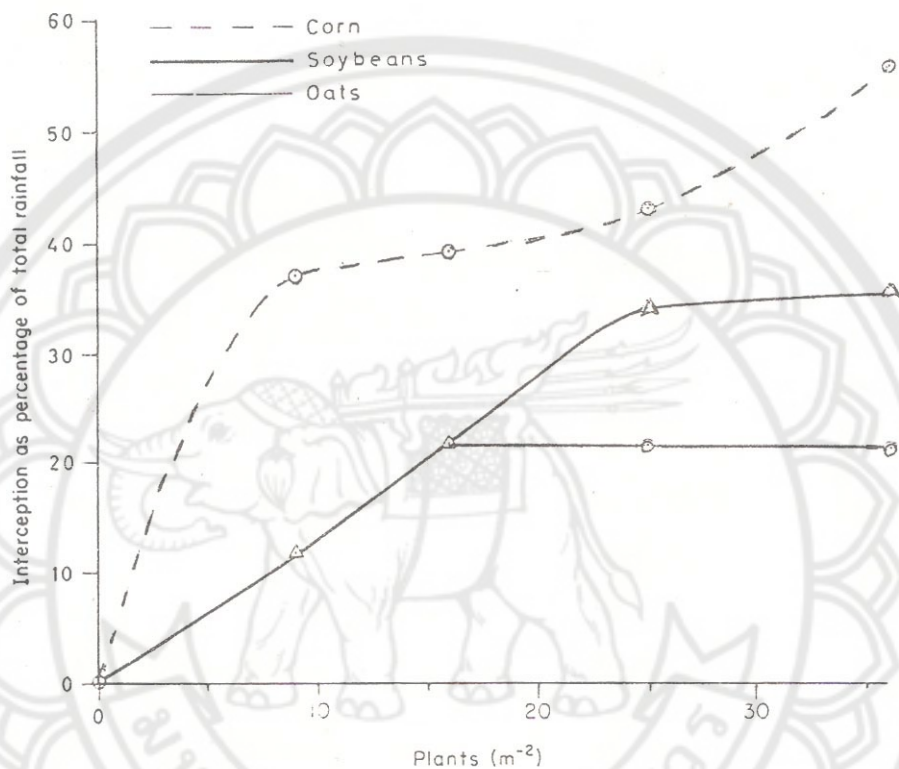 60
Corn
Soybeans
Oats
50
40
30
20
10
0
Interception as percentage of total rainfall
0 10 20 30
Plants (m⁻²)